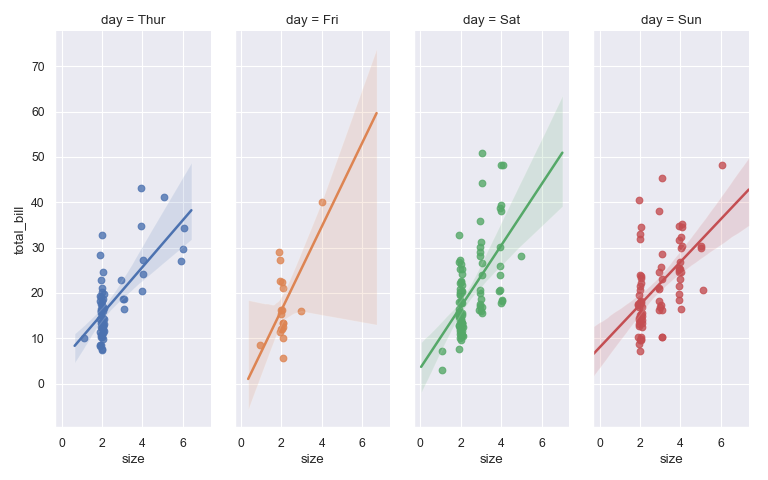 day = Thur
day = Fri
day = Sat
day = Sun
total_bill
70
60
50
40
30
20
10
0
0 2 4 6
0 2 4 6
0 2 4 6
0 2 4 6
size
size
size
size